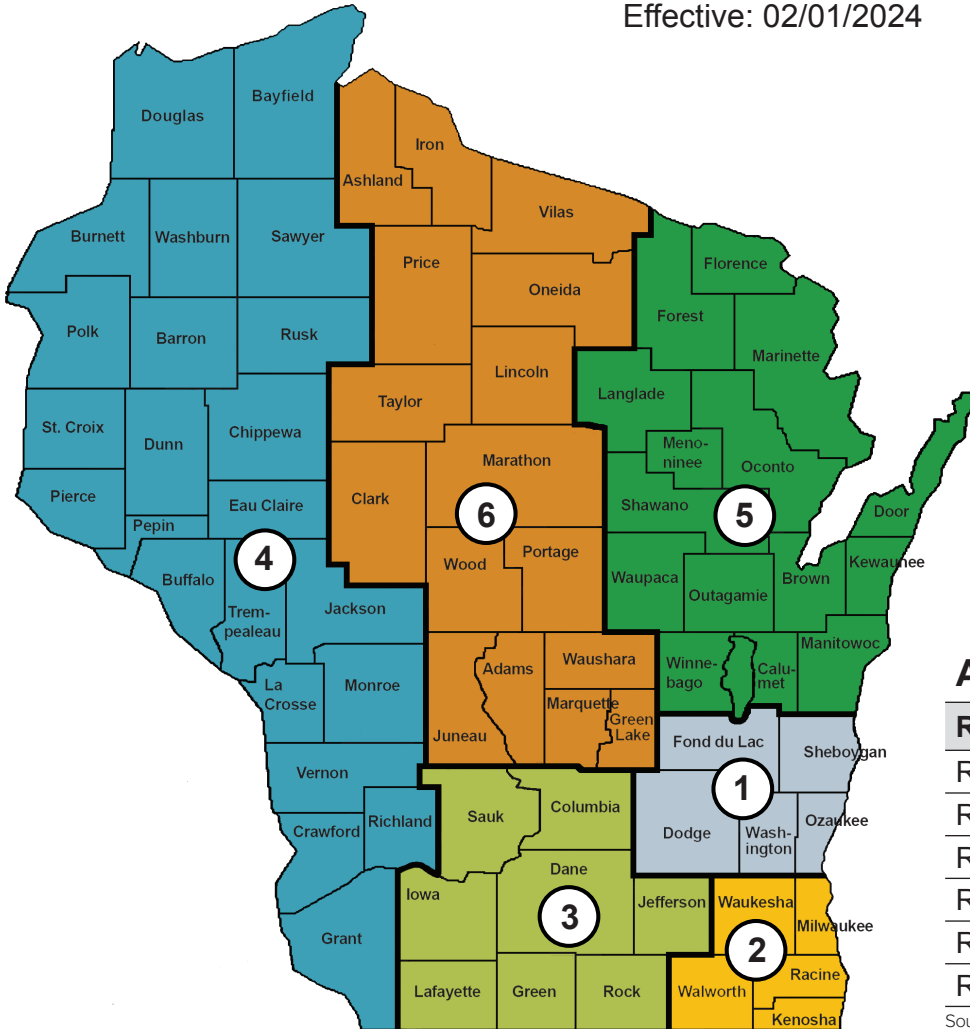 Effective: 02/01/2024
Bayfield
Douglas
Iron
Ashland
Vilas
Burnett
Washburn
Sawyer
Price
Florence
Oneida
Forest
Polk
Barron
Rusk
Marinette
Lincoln
Langlade
Taylor
St. Croix
Dunn
Chippewa
Meno-
ninee
Marathon
Oconto
Pierce
Clark
Eau Claire
Shawano
6
5
Door
Pepin
4
Wood
Portage
Kewaunee
Buffalo
Waupaca
Brown
Outagamie
Trem-
pealeau
Jackson
Manitowoc
Adams
Waushara
Winne-
bago
Calu-
met
La
Crosse
Monroe
Marquette
Green
Lake
Juneau
Fond du Lac
Sheboygan
Vernon
1
Sauk
Columbia
Crawford
Richland
Dodge
Wash-
ington
Ozaukee
Dane
Iowa
Jefferson
Waukesha
3
Milwaukee
Grant
2
Lafayette
Green
Rock
Walworth
Racine
Kenosha
A
R
R
R
R
R
R
R
Sou